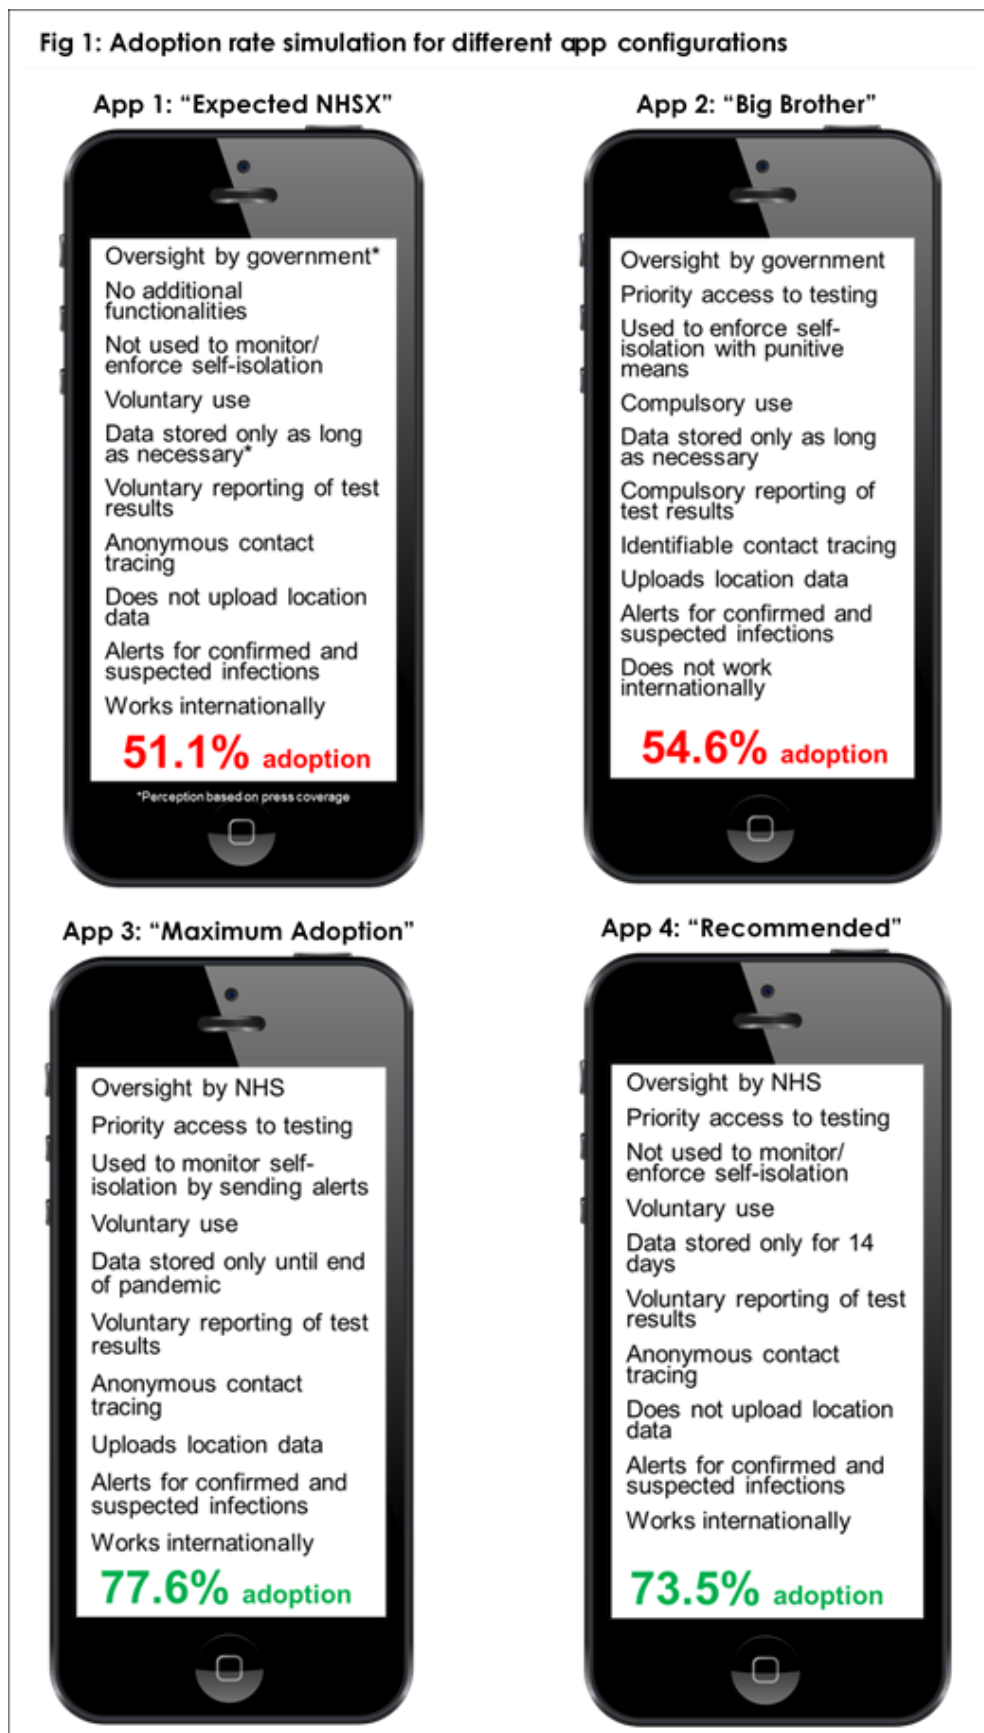 Fig 1: Adoption rate simulation for different app configurations
App 1: “Expected NHSX”
Oversight by government*
No additional
functionalities
Not used to monitor/
enforce self-isolation
Voluntary use
Data stored only as long
as necessary*
Voluntary reporting of test
results
Anonymous contact
tracing
Does not upload location
data
Alerts for confirmed and
suspected infections
Works internationally
51.1% adoption
*Perception based on press coverage
App 2: “Big Brother”
Oversight by government
Priority access to testing
Used to enforce self-
isolation with punitive
means
Compulsory use
Data stored only as long
as necessary
Compulsory reporting of
test results
Identifiable contact tracing
Uploads location data
Alerts for confirmed and
suspected infections
Does not work
internationally
54.6% adoption
App 3: “Maximum Adoption”
Oversight by NHS
Priority access to testing
Used to monitor self-
isolation by sending alerts
Voluntary use
Data stored only until end
of pandemic
Voluntary reporting of test
results
Anonymous contact
tracing
Uploads location data
Alerts for confirmed and
suspected infections
Works internationally
77.6% adoption
App 4: “Recommended”
Oversight by NHS
Priority access to testing
Not used to monitor/
enforce self-isolation
Voluntary use
Data stored only for 14
days
Voluntary reporting of test
results
Anonymous contact
tracing
Does not upload location
data
Alerts for confirmed and
suspected infections
Works internationally
73.5% adoption